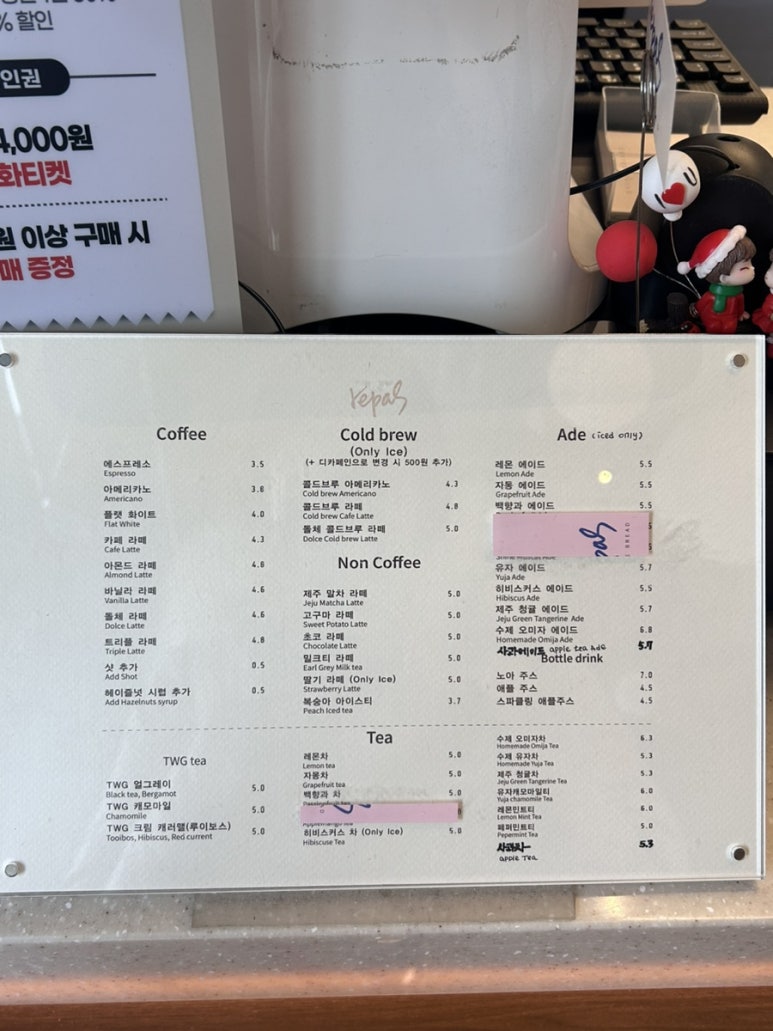 % 할인
인권
4,000원
화티켓
원 이상 구매 시
매 증정
repas
Coffee
에스프레소 3.5
Espresso
아메리카노 3.8
Americano
플랫 화이트 4.0
Flat White
카페 라떼 4.3
Cafe Latte
아몬드 라떼 4.8
Almond Latte
바닐라 라떼 4.6
Vanilla Latte
돌체 라떼 4.6
Dolce Latte
트리플 라떼 4.8
Triple Latte
샷 추가 0.5
Add Shot
헤이즐넛 시럽 추가 0.5
Add Hazelnuts syrup
Cold brew
(Only Ice)
(+ 디카페인으로 변경 시 500원 추가)
콜드브루 아메리카노 4.3
Cold brew Americano
콜드브루 라떼 4.8
Cold brew Cafe Latte
돌체 콜드브루 라떼 5.0
Dolce Cold brew Latte
Non Coffee
제주 말차 라떼 5.0
Jeju Matcha Latte
고구마 라떼 5.0
Sweet Potato Latte
초코 라떼 5.0
Chocolate Latte
밀크티 라떼 5.0
Earl Grey Milk tea
딸기 라떼 (Only Ice) 5.0
Strawberry Latte
복숭아 아이스티 3.7
Peach Iced tea
Ade (iced only)
레몬 에이드 5.5
Lemon Ade
자몽 에이드 5.5
Grapefruit Ade
백향과 에이드 5.5
BREAD
유자 에이드 5.7
Yuja Ade
히비스커스 에이드 5.5
Hibiscus Ade
제주 청귤 에이드 5.7
Jeju Green Tangerine Ade
수제 오미자 에이드 6.8
Homemade Omija Ade
사과에이드 apple tea Ade 5.7
Bottle drink
노아 주스 7.0
애플 주스 4.5
스파클링 애플주스 4.5
TWG tea
TWG 얼그레이 5.0
Black tea, Bergamot
TWG 캐모마일 5.0
Chamomile
TWG 크림 캐러맬(루이보스) 5.0
Tooibos, Hibiscus, Red current
Tea
레몬차 5.0
Lemon tea
자몽차 5.0
Grapefruit tea
백향과 차 5.0
히비스커스 차 (Only Ice) 5.0
Hibiscuse Tea
수제 오미자차 6.3
Homemade Omija Tea
수제 유자차 5.3
Homemade Yuja Tea
제주 청귤차 5.3
Jeju Green Tangerine Tea
유자캐모마일티 6.0
Yuja chamomile Tea
레몬민트티 6.0
Lemon Mint Tea
페퍼민트티 5.0
Pepermint Tea
사과차 5.3
apple Tea